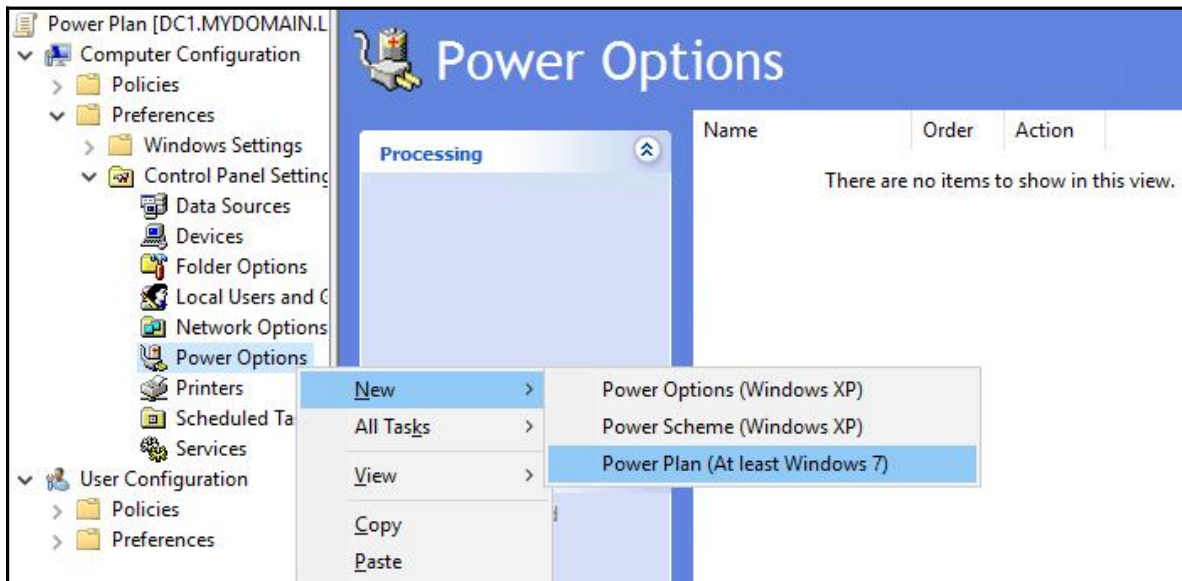 Power Plan [DC1.MYDOMAIN.L
Computer Configuration
Policies
Preferences
Windows Settings
Control Panel Setting
Data Sources
Devices
Folder Options
Local Users and G
Network Options
Power Options
Printers
Scheduled Ta
Services
User Configuration
Policies
Preferences
Power Options
Processing
Name Order Action
There are no items to show in this view.
New
All Tasks
View
Copy
Paste
Power Options (Windows XP)
Power Scheme (Windows XP)
Power Plan (At least Windows 7)